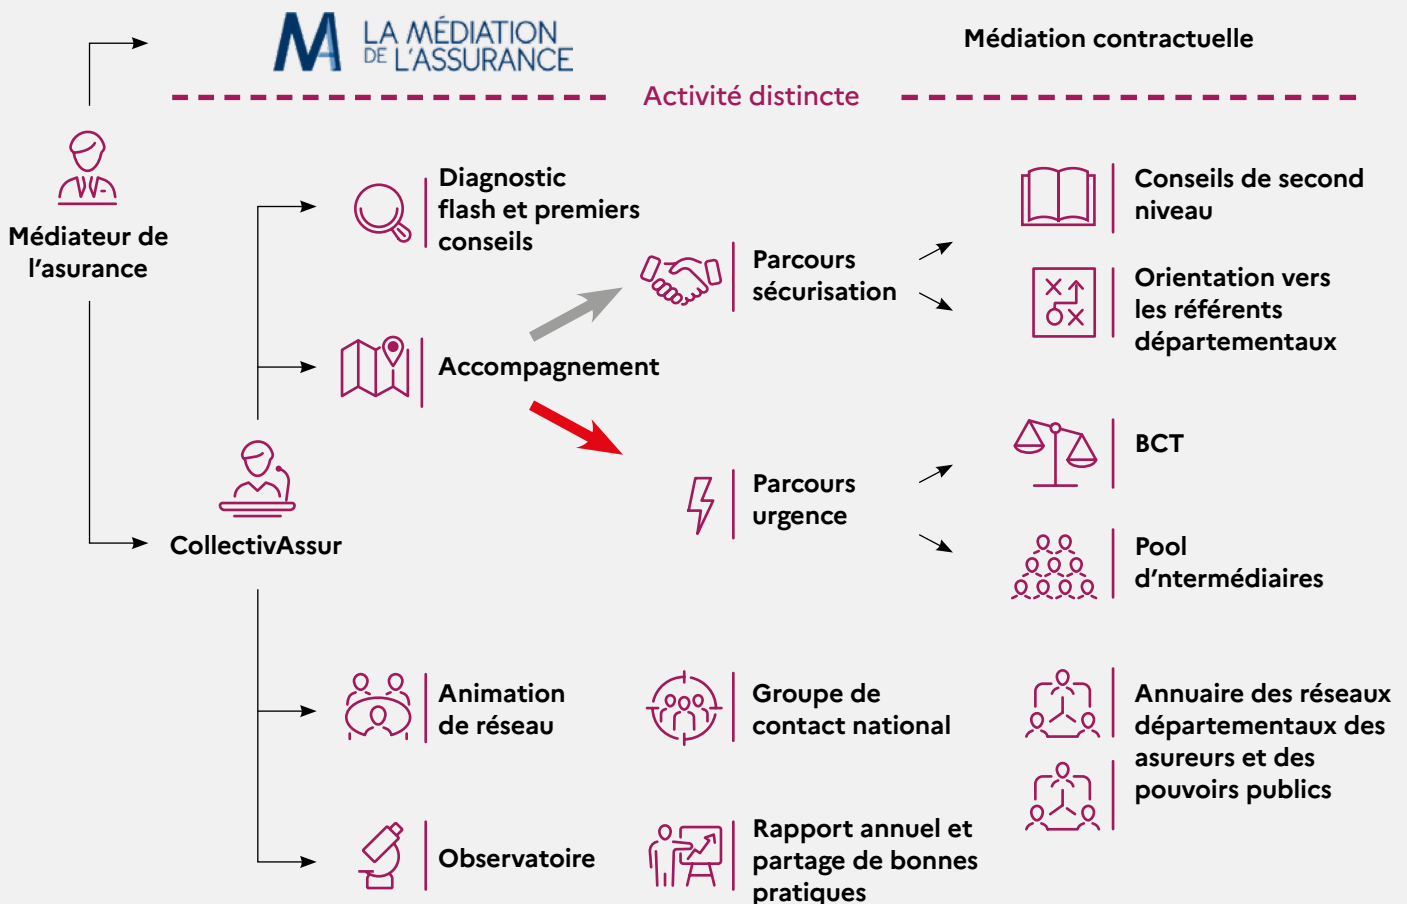 MA LA MÉDIATION
DE L'ASSURANCE
Médiation contractuelle
Activité distincte
Médiateur de
l'asurance
Diagnostic
flash et premiers
conseils
Parcours
sécurisation
Conseils de second
niveau
Orientation vers
les référents
départementaux
Accompagnement
CollectivAssur
Parcours
urgence
BCT
Pool
d'ntermédiaires
Animation
de réseau
Groupe de
contact national
Annuaire des réseaux
départementaux des
asureurs et des
pouvoirs publics
Observatoire
Rapport annuel et
partage de bonnes
pratiques